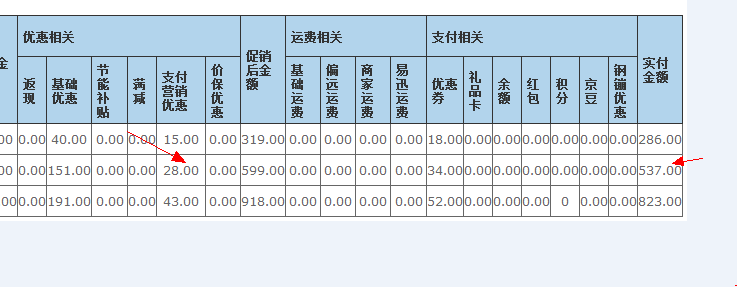 金 优惠相关 促销后金额 运费相关 支付相关 实付金额
返现 基础优惠 节能补贴 满减 支付营销优惠 价保优惠 基础运费 偏远运费 商家运费 易迅运费 优惠券 礼品卡 余额 红包 积分 京豆 钢镚优惠
00 0.00 40.00 0.00 0.00 15.00 0.00 319.00 0.00 0.00 0.00 0.00 18.00 0.00 0.00 0.00 0.00 0.00 0.00 286.00
00 0.00 151.00 0.00 0.00 28.00 0.00 599.00 0.00 0.00 0.00 0.00 34.00 0.00 0.00 0.00 0.00 0.00 0.00 537.00
.00 0.00 191.00 0.00 0.00 43.00 0.00 918.00 0.00 0.00 0.00 0.00 52.00 0.00 0.00 0.00 0 0.00 0.00 823.00